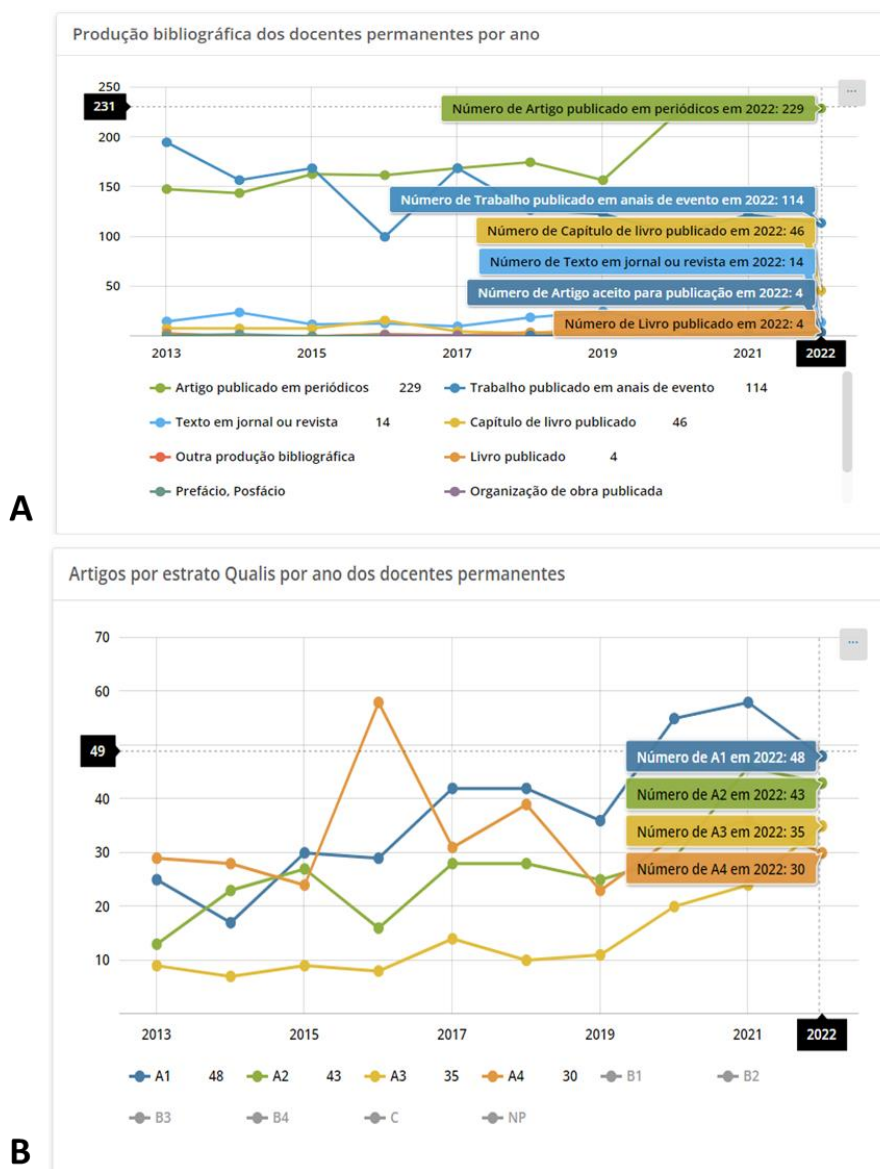 Produção bibliográfica dos docentes permanentes por ano
250
...
231
Número de Artigo publicado em periódicos em 2022: 229
200
150
Número de Trabalho publicado em anais de evento em 2022: 114
100
Número de Capítulo de livro publicado em 2022: 46
Número de Texto em jornal ou revista em 2022: 14
50
Número de Artigo aceito para publicação em 2022: 4
Número de Livro publicado em 2022: 4
2013 2015 2017 2019 2021 2022
Artigo publicado em periódicos 229 Trabalho publicado em anais de evento 114
Texto em jornal ou revista 14 Capítulo de livro publicado 46
Outra produção bibliográfica Livro publicado 4
Prefácio, Posfácio Organização de obra publicada
A
Artigos por estrato Qualis por ano dos docentes permanentes
70
...
60
49
Número de A1 em 2022: 48
40
Número de A2 em 2022: 43
Número de A3 em 2022: 35
30
Número de A4 em 2022: 30
20
10
2013 2015 2017 2019 2021 2022
A1 48 A2 43 A3 35 A4 30 B1 B2
B3 B4 C NP
B